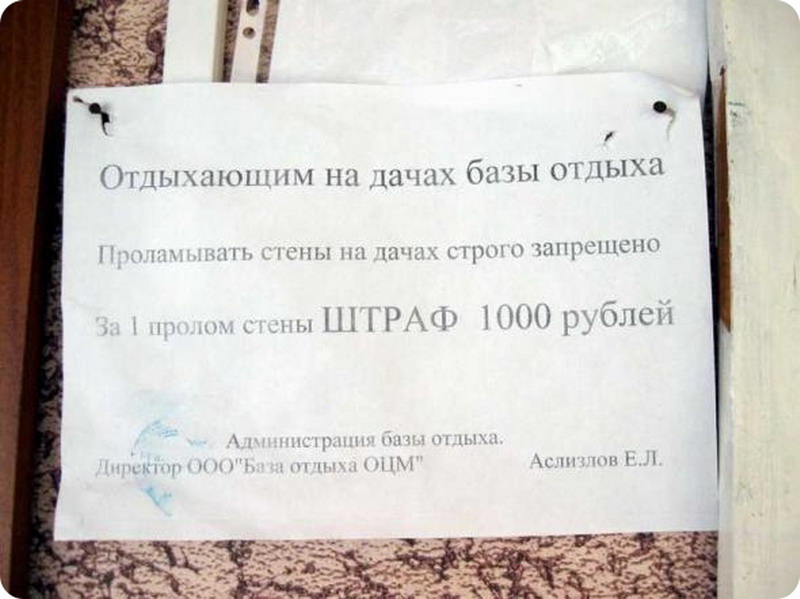 Отдыхающим на дачах базы отдыха
Проламывать стены на дачах строго запрещено
За 1 пролом стены ШТРАФ 1000 рублей
Администрация базы отдыха.
Директор ООО"База отдыха ОЦМ" Аслизлов Е.Л.